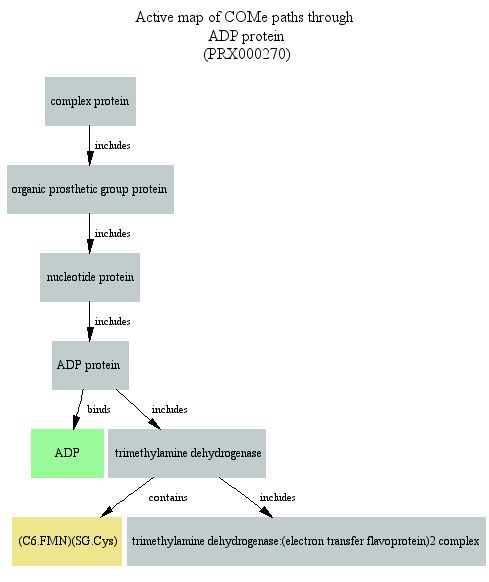 Active map of COMe paths through
ADP protein
(PRX000270)
complex protein
includes
organic prosthetic group protein
includes
nucleotide protein
includes
ADP protein
binds
includes
ADP
trimethylamine dehydrogenase
contains
includes
(C6.FMN)(SG.Cys)
trimethylamine dehydrogenase:(electron transfer flavoprotein)2 complex